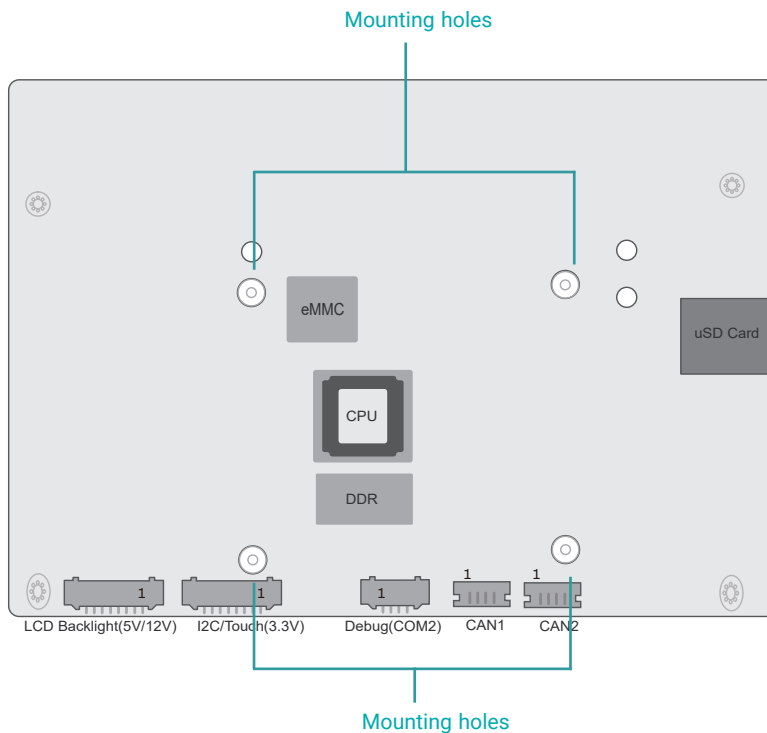 Mounting holes
eMMC
uSD Card
CPU
DDR
1
1
1
1
1
LCD Backlight(5V/12V)
I2C/Touch(3.3V)
Debug(COM2)
CAN1
CAN2
Mounting holes